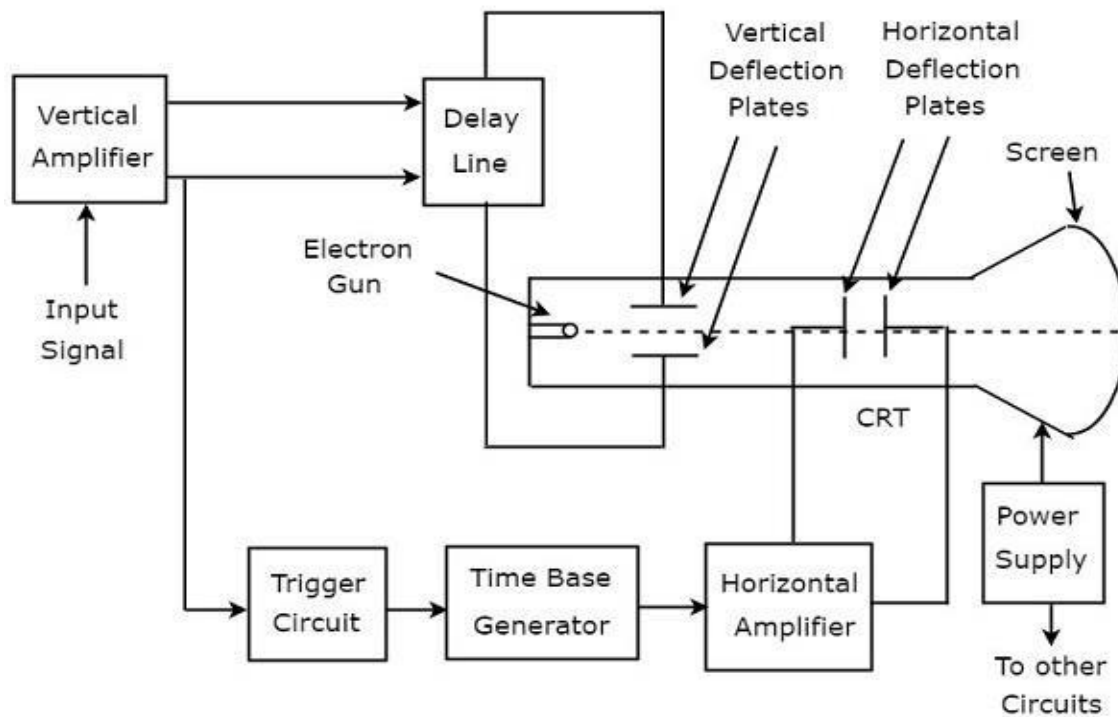 Vertical
Amplifier
Input
Signal
Delay
Line
Electron
Gun
Vertical
Deflection
Plates
Horizontal
Deflection
Plates
Screen
CRT
Trigger
Circuit
Time Base
Generator
Horizontal
Amplifier
Power
Supply
To other
Circuits